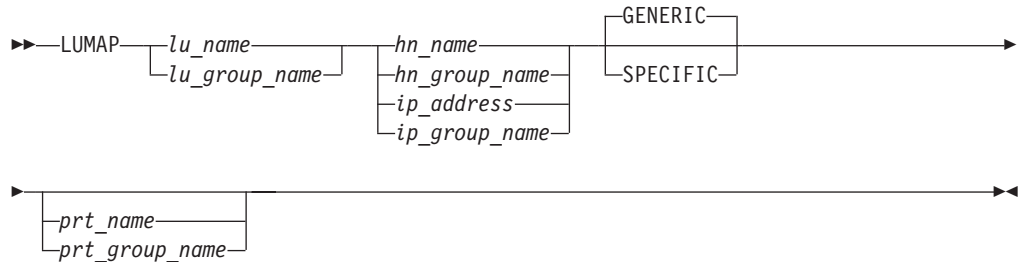 GENERIC
LUMAP lu_name hn_name
lu_group_name hn_group_name SPECIFIC
ip_address
ip_group_name
prt_name
prt_group_name